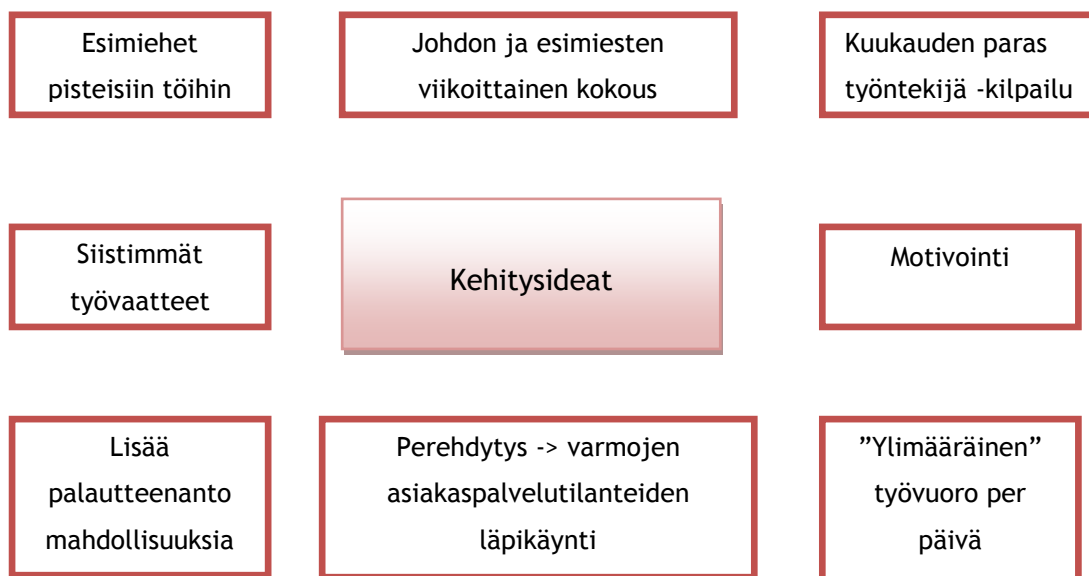 Esimiehet
pisteisiin töihin
Johdon ja esimiesten
viikoittainen kokous
Kuukauden paras
työntekijä -kilpailu
Siistimmät
työvaatteet
Kehitysideat
Motivointi
Lisää
palautteenanto
mahdollisuuksia
Perehdytys -> varmojen
asiakaspalvelutilanteiden
läpikäynti
”Ylimääräinen”
työvuoro per
päivä